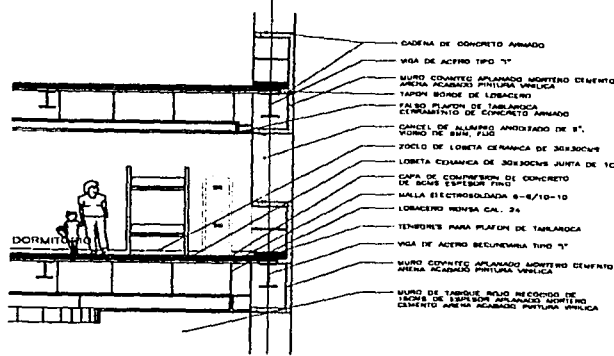 CADENA DE CONCRETO ARMADO
VIGA DE ACERO TIPO "I"
MURO COVINTEC APLANADO MORTERO CEMENTO
ARENA ACABADO PINTURA VINILICA
TAPON BORDE DE LOSACERO
FALSO PLAFON DE TABLAROCA
CERRAMIENTO DE CONCRETO ARMADO
CANCEL DE ALUMINIO ANODIZADO DE 2",
VIDRIO DE 6MM, FIJO
ZOCLO DE LOSETA CERAMICA DE 30X30CMS
LOSETA CERAMICA DE 30X30CMS JUNTA DE 1C
CAPA DE COMPRESION DE CONCRETO
DE 5CMS ESPESOR FINO
MALLA ELECTROSOLDADA 6-6/10-10
LOSACERO ROMSA CAL. 24
TENSORES PARA PLAFON DE TABLAROCA
VIGA DE ACERO SECUNDARIA TIPO "I"
MURO COVINTEC APLANADO MORTERO CEMENTO
ARENA ACABADO PINTURA VINILICA
MURO DE TABIQUE ROJO RECOCIDO DE
15CMS DE ESPESOR APLANADO MORTERO
CEMENTO ARENA ACABADO PINTURA VINILICA
DORMITORIO